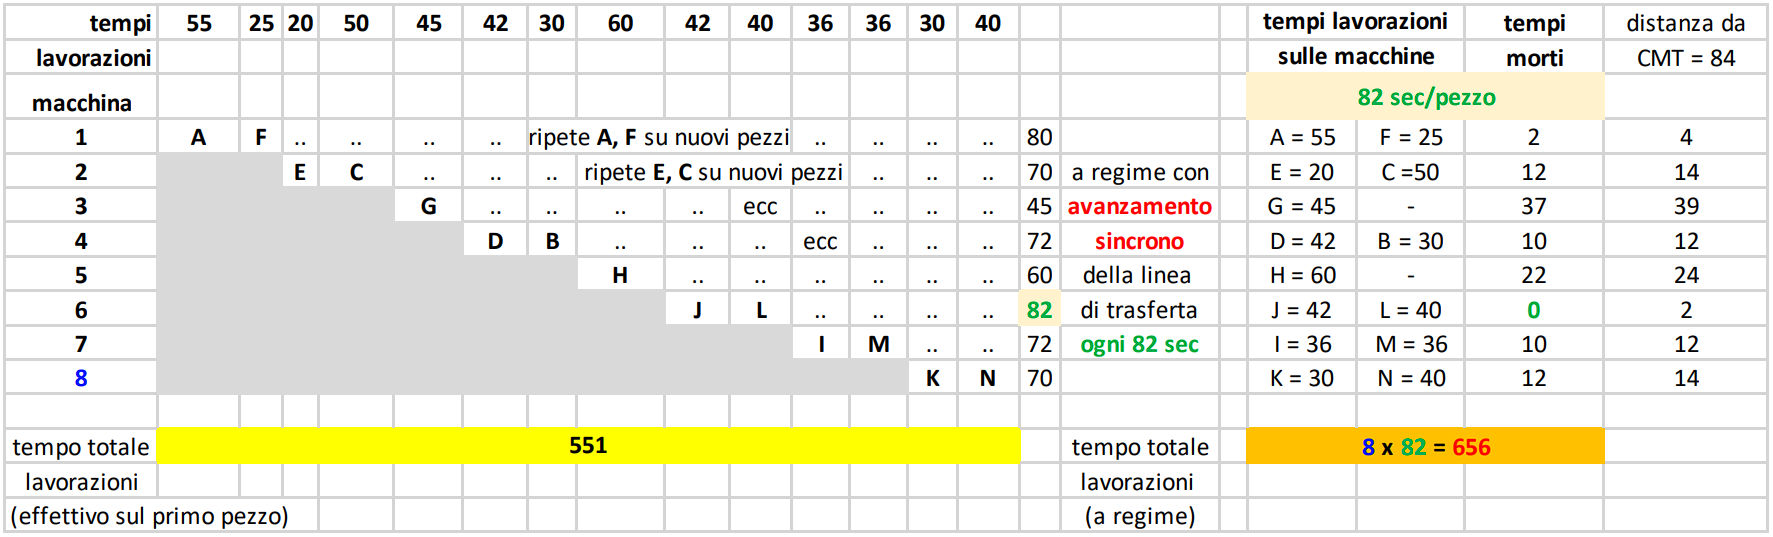 tempi 55 25 20 50 45 42 30 60 42 40 36 36 30 40 tempi lavorazioni tempi distanza da
lavorazioni sulle macchine morti CMT = 84
macchina 82 sec/pezzo
1 A F .. .. .. .. ripete A, F su nuovi pezzi .. .. .. .. 80 A = 55 F = 25 2 4
2 E C .. .. .. ripete E, C su nuovi pezzi .. .. .. 70 a regime con E = 20 C =50 12 14
3 G .. .. .. .. ecc .. .. .. .. 45 avanzamento G = 45 - 37 39
4 D B .. .. .. ecc .. .. .. 72 sincrono D = 42 B = 30 10 12
5 H .. .. .. .. .. .. 60 della linea H = 60 - 22 24
6 J L .. .. .. .. 82 di trasferta J = 42 L = 40 0 2
7 I M .. .. 72 ogni 82 sec I = 36 M = 36 10 12
8 K N 70 K = 30 N = 40 12 14
tempo totale 551 tempo totale 8 x 82 = 656
lavorazioni lavorazioni
(effettivo sul primo pezzo) (a regime)